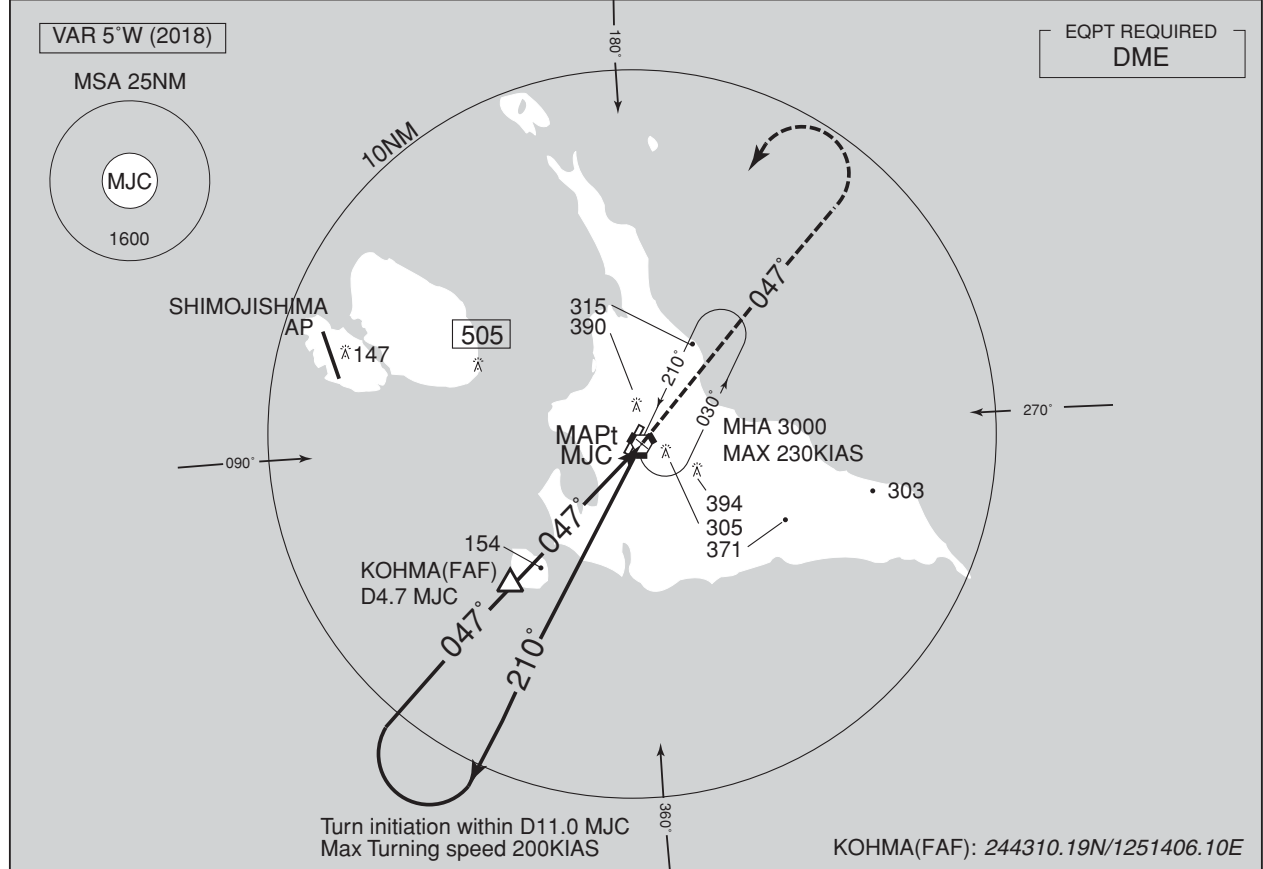 VAR 5°W (2018)
MSA 25NM
MJC
1600
180°
EQPT REQUIRED
DME
10NM
SHIMOJISHIMA
AP
147
505
315
390
210°
047°
030°
MHA 3000
MAX 230KIAS
270°
090°
MAPt
MJC
394
305
371
303
154
KOHMA(FAF)
D4.7 MJC
047°
047°
210°
360°
Turn initiation within D11.0 MJC
Max Turning speed 200KIAS
KOHMA(FAF): 244310.19N/1251406.10E